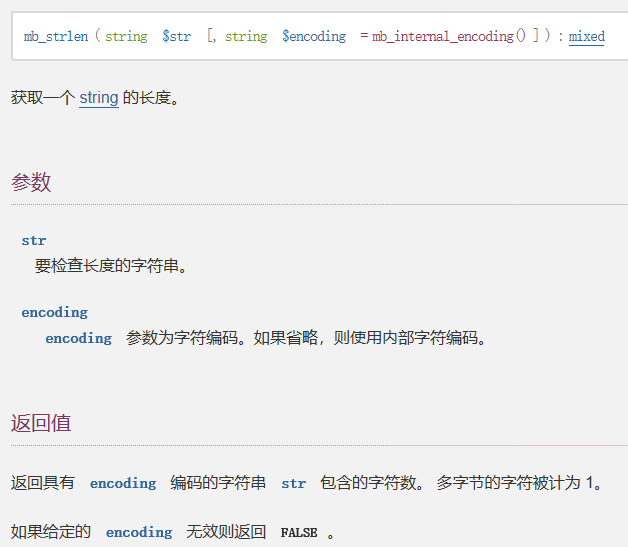 mb_strlen ( string $str [, string $encoding = mb_internal_encoding() ] ) : mixed
获取一个 string 的长度。
参数
str
要检查长度的字符串。
encoding
encoding 参数为字符编码。如果省略，则使用内部字符编码。
返回值
返回具有 encoding 编码的字符串 str 包含的字符数。 多字节的字符被计为 1。
如果给定的 encoding 无效则返回 FALSE 。